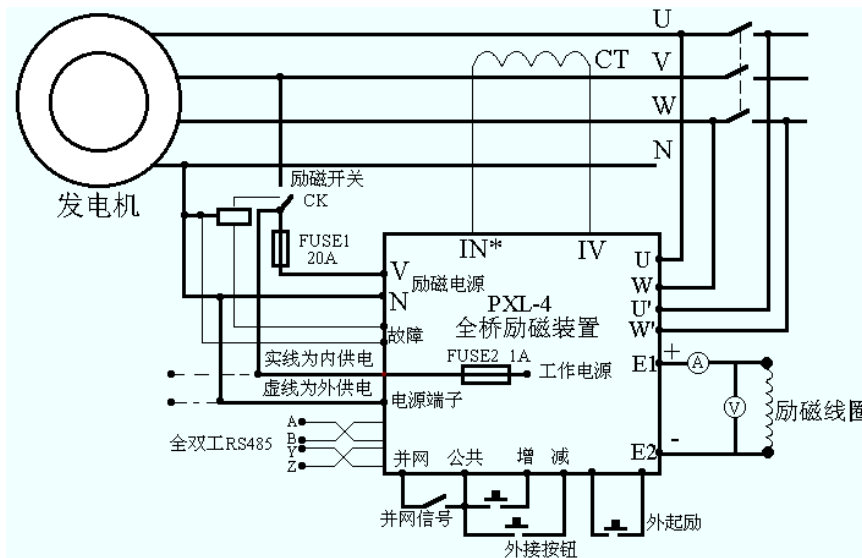 U
CT
V
W
N
发电机
励磁开关
CK
FUSE1
20A
IN*
IV
V
励磁电源
N
PXL-4
全桥励磁装置
故障
U
W
U'
W'
实线为内供电
FUSE2 1A
工作电源
虚线为外供电
电源端子
E1
+
A
V
励磁线圈
-
E2
全双工RS485
A
B
Y
Z
并网
公共
增
减
并网信号
外接按钮
外起励